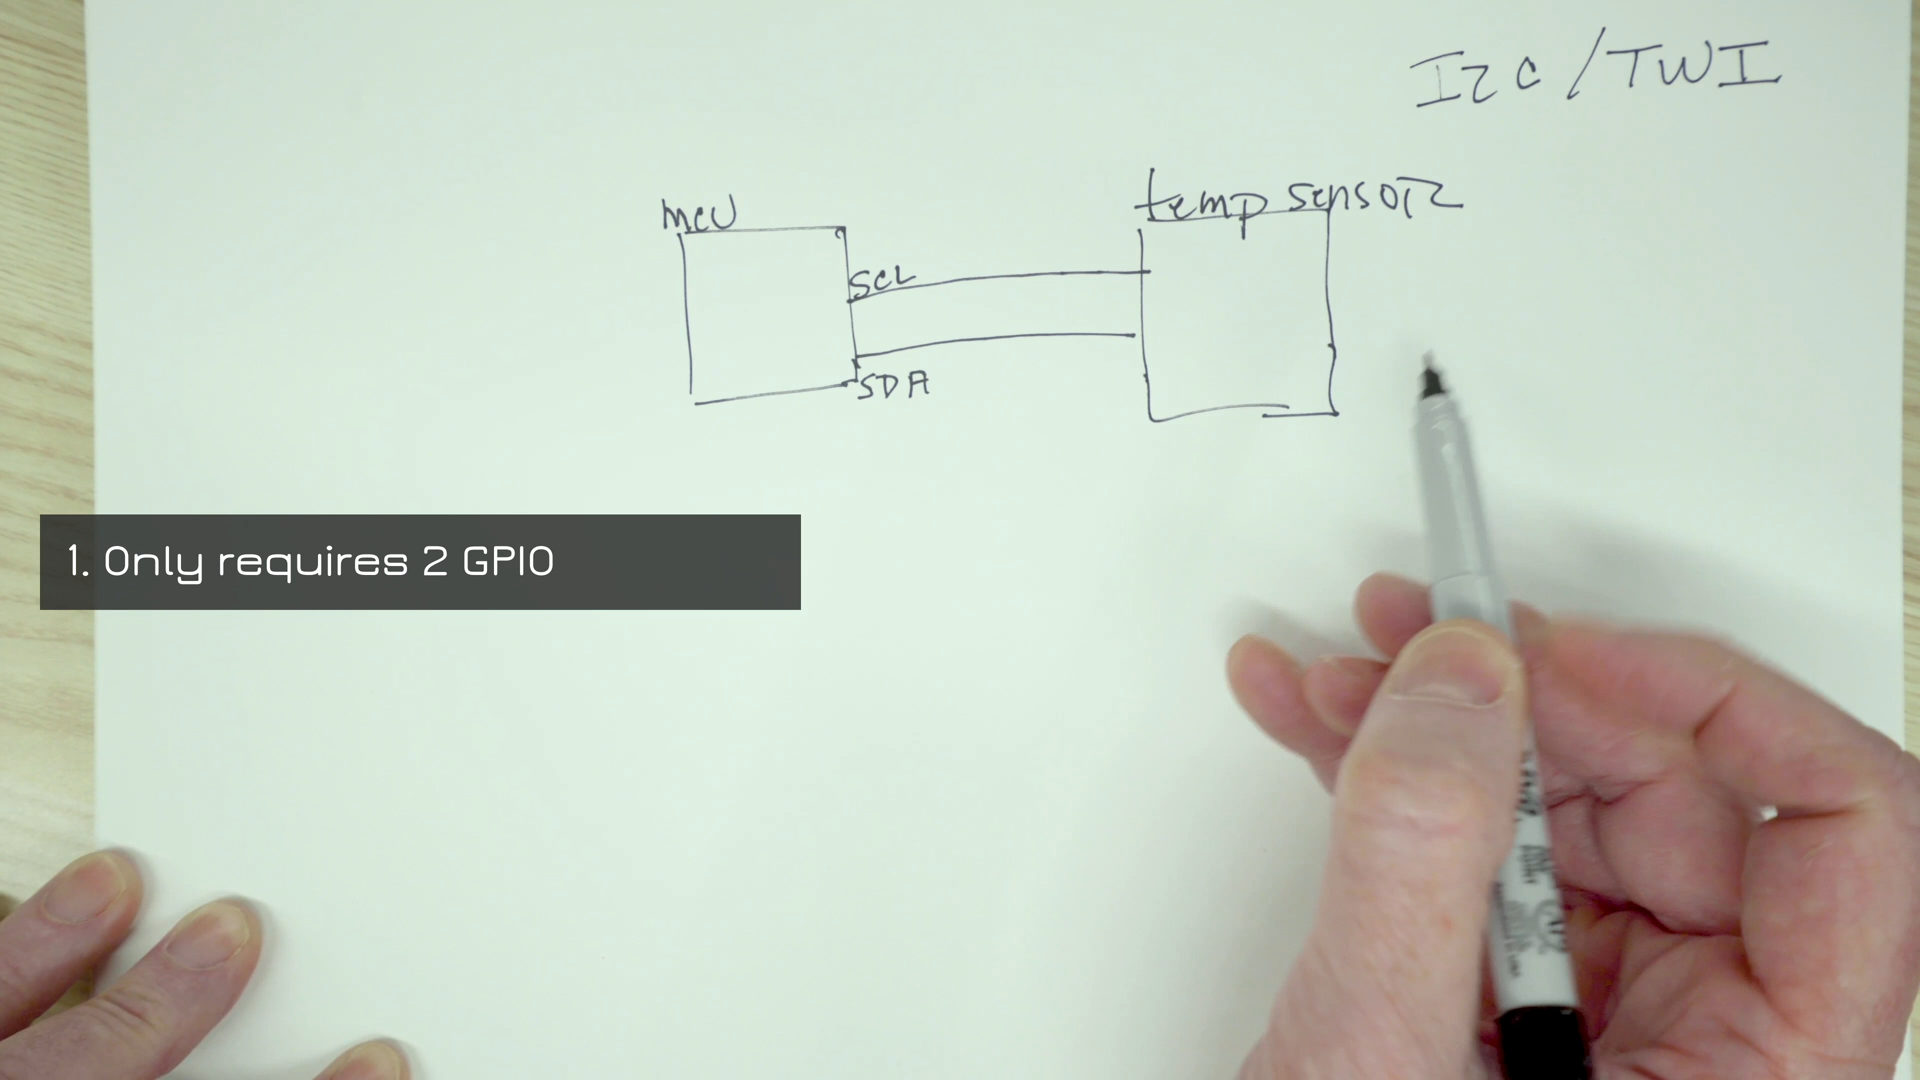 I2C/TWI
mcu
temp sensor
SCL
SDA
1. Only requires 2 GPIO